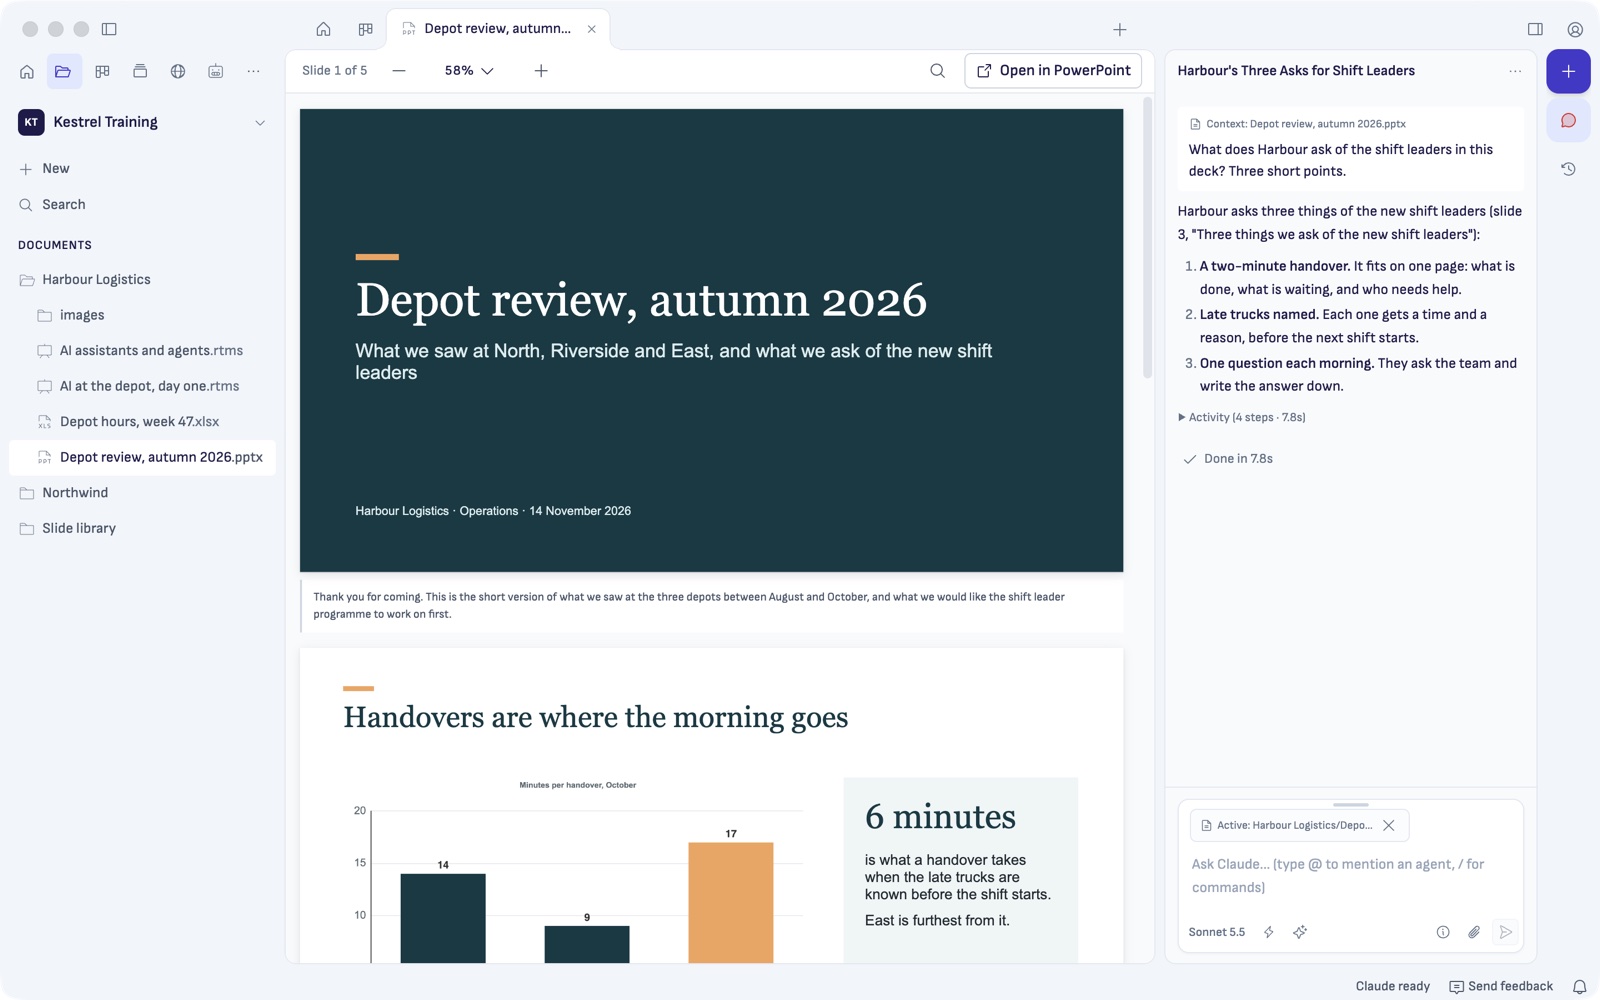 Depot review, autumn...
Slide 1 of 5
58%
Open in PowerPoint
KT
Kestrel Training
New
Search
DOCUMENTS
Harbour Logistics
images
AI assistants and agents.rtms
AI at the depot, day one.rtms
XLS
Depot hours, week 47.xlsx
PPT
Depot review, autumn 2026.pptx
Northwind
Slide library
Depot review, autumn 2026
What we saw at North, Riverside and East, and what we ask of the new shift
leaders
Harbour Logistics · Operations · 14 November 2026
Thank you for coming. This is the short version of what we saw at the three depots between August and October, and what we would like the shift leader
programme to work on first.
Handovers are where the morning goes
Minutes per handover, October
20
15
10
14
9
17
6 minutes
is what a handover takes
when the late trucks are
known before the shift starts.
East is furthest from it.
Harbour's Three Asks for Shift Leaders
Context: Depot review, autumn 2026.pptx
What does Harbour ask of the shift leaders in this
deck? Three short points.
Harbour asks three things of the new shift leaders (slide
3, "Three things we ask of the new shift leaders"):
1. A two-minute handover. It fits on one page: what is
done, what is waiting, and who needs help.
2. Late trucks named. Each one gets a time and a
reason, before the next shift starts.
3. One question each morning. They ask the team and
write the answer down.
Activity (4 steps · 7.8s)
Done in 7.8s
Active: Harbour Logistics/Depo...
Ask Claude... (type @ to mention an agent, / for
commands)
Sonnet 5.5
Claude ready
Send feedback